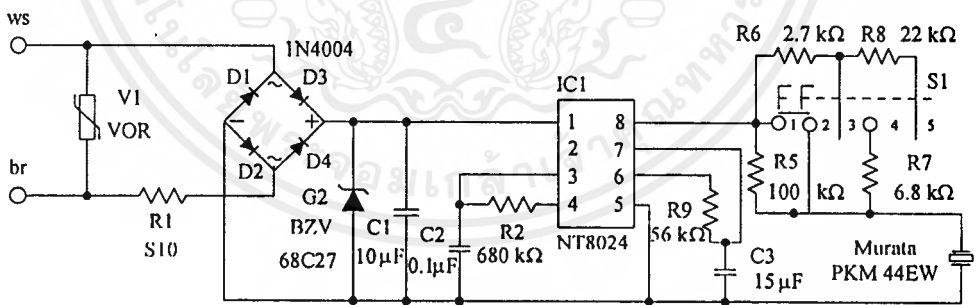 ws
1N4004
R6 2.7 kΩ R8 22 kΩ
D1 D3
IC1
S1
V1
VOR
1 8
1 2 3 4 5
br
D2 D4
2 7
3 6
4 5
R5
100 kΩ
R7
6.8 kΩ
R1
S10
G2
BZV
68C27
C1
10µF
C2
0.1µF
R2
680 kΩ
NT8024
R9
56 kΩ
C3
15µF
Murata
PKM 44EW